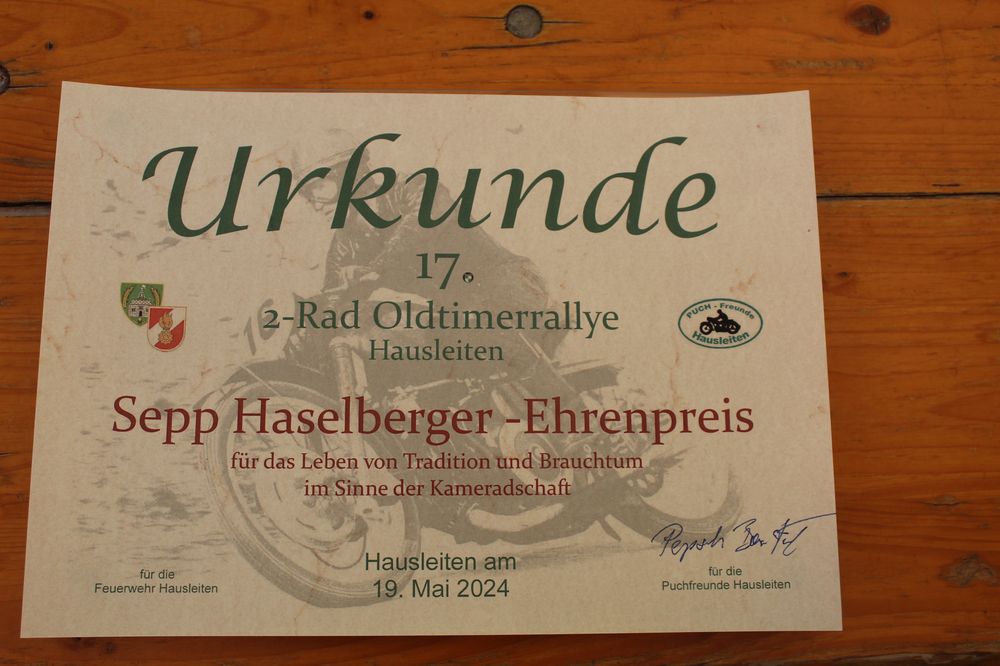 Urkunde
17.
2-Rad Oldtimerrallye
Hausleiten
PUCH - Freunde
Hausleiten
Sepp Haselberger -Ehrenpreis
für das Leben von Tradition und Brauchtum
im Sinne der Kameradschaft
Hausleiten am
19. Mai 2024
für die
Feuerwehr Hausleiten
für die
Puchfreunde Hausleiten